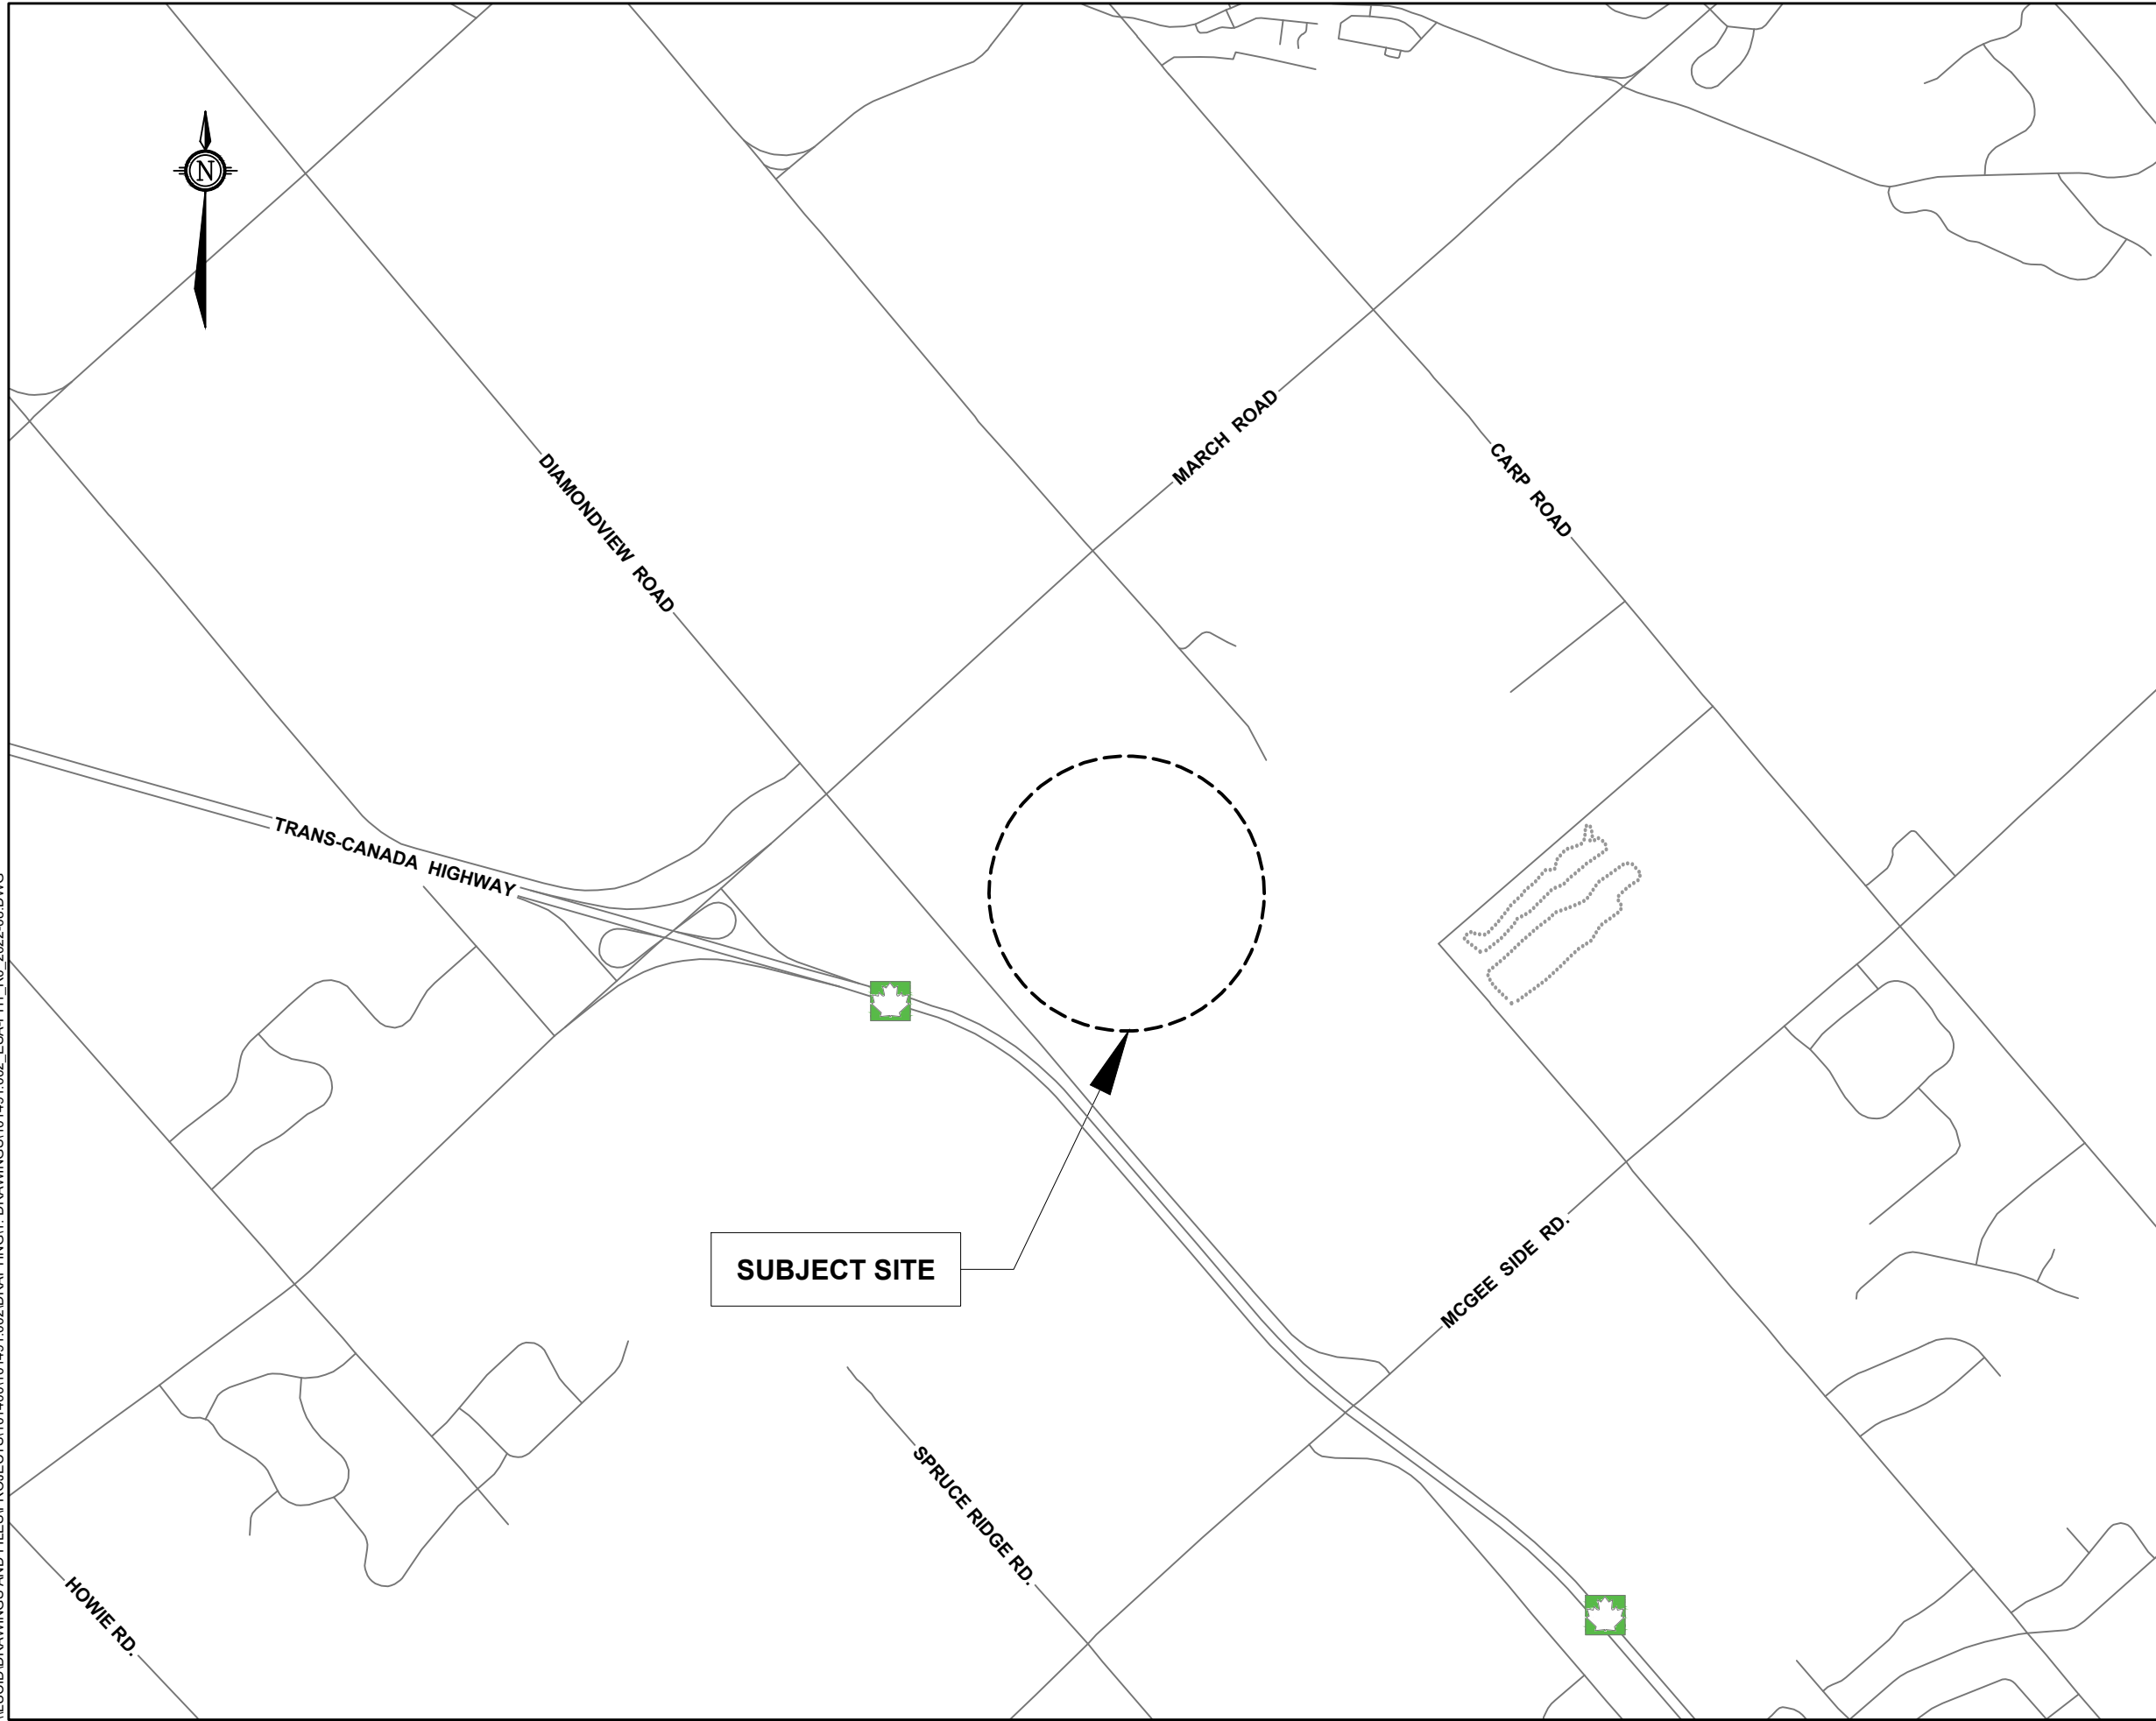 N
MARCH ROAD
CARP ROAD
DIAMONDVIEW ROAD
TRANS-CANADA HIGHWAY
SUBJECT SITE
MCGEE SIDE RD.
SPRUCE RIDGE RD.
HOWIE RD.